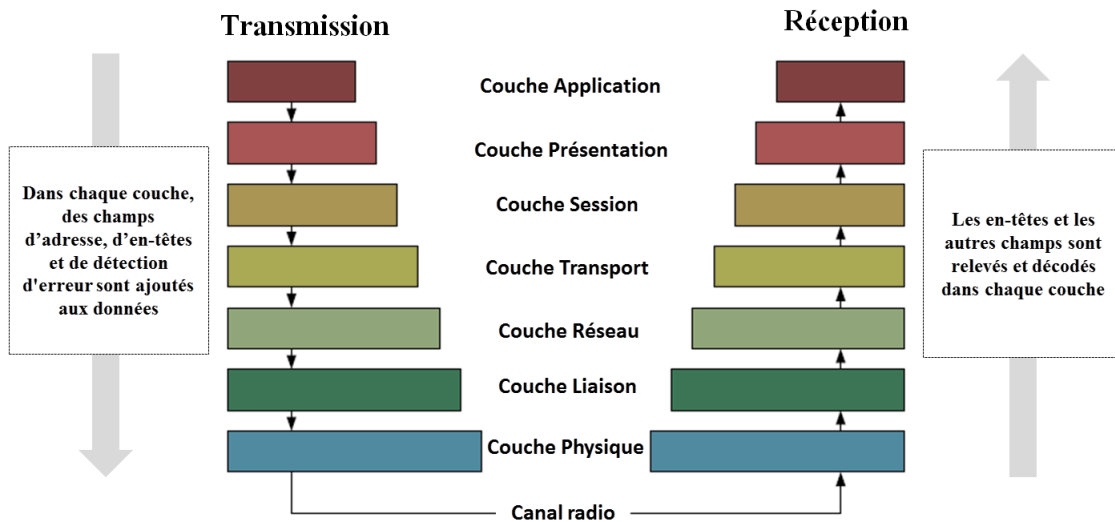 Transmission
Réception
Couche Application
Couche Présentation
Couche Session
Couche Transport
Couche Réseau
Couche Liaison
Couche Physique
Canal radio
Dans chaque couche,
des champs
d’adresse, d’en-têtes
et de détection
d'erreur sont ajoutés
aux données
Les en-têtes et les
autres champs sont
relevés et décodés
dans chaque couche